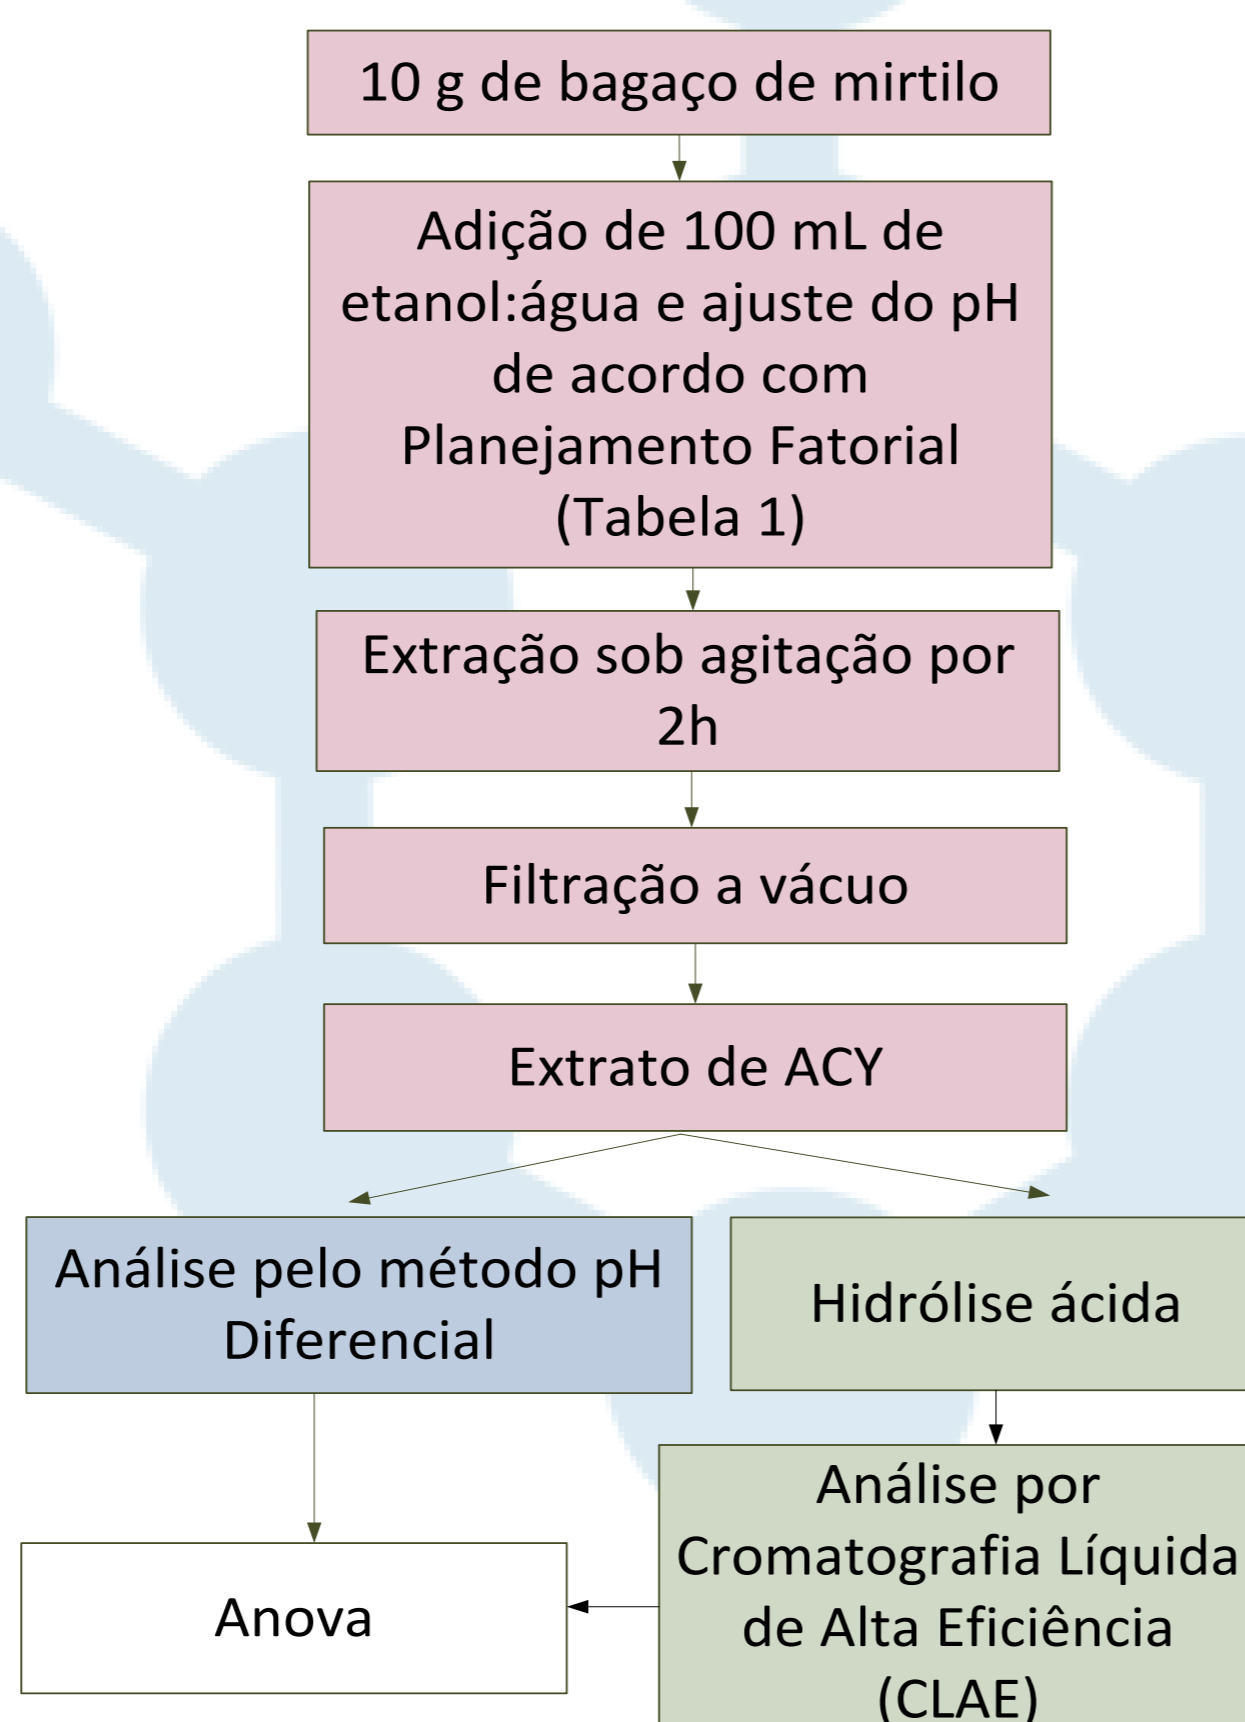 10 g de bagaço de mirtilo
Adição de 100 mL de
etanol:água e ajuste do pH
de acordo com
Planejamento Fatorial
(Tabela 1)
Extração sob agitação por
2h
Filtração a vácuo
Extrato de ACY
Análise pelo método pH
Diferencial
Hidrólise ácida
Análise por
Cromatografia Líquida
de Alta Eficiência
(CLAE)
Anova